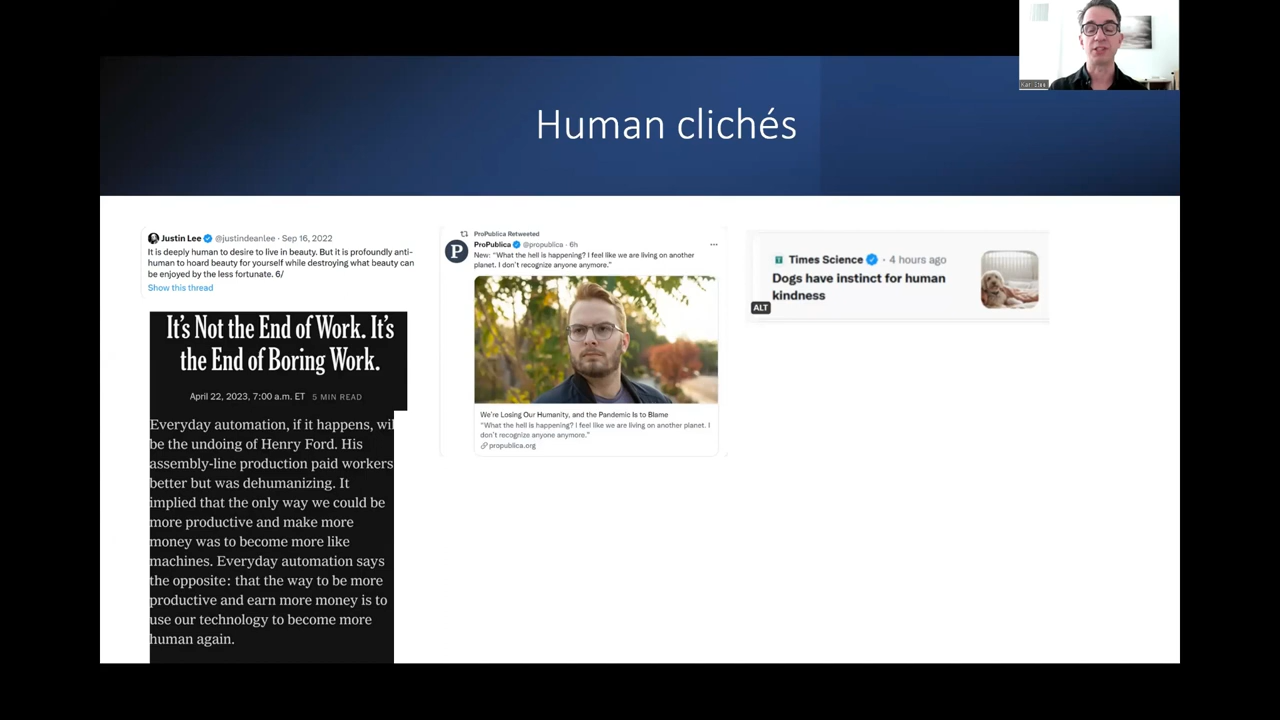 Human clichés
Justin Lee @justindeanlee · Sep 16, 2022
It is deeply human to desire to live in beauty. But it is profoundly anti-
human to hoard beauty for yourself while destroying what beauty can
be enjoyed by the less fortunate. 6/
Show this thread
It's Not the End of Work. It's
the End of Boring Work.
April 22, 2023, 7:00 a.m. ET 5 MIN READ
Everyday automation, if it happens, wil
be the undoing of Henry Ford. His
assembly-line production paid workers
better but was dehumanizing. It
implied that the only way we could be
more productive and make more
money was to become more like
machines. Everyday automation says
the opposite: that the way to be more
productive and earn more money is to
use our technology to become more
human again.
ProPublica Retweeted
P
ProPublica @propublica · 6h
New: "What the hell is happening? I feel like we are living on another
planet. I don't recognize anyone anymore."
We're Losing Our Humanity, and the Pandemic Is to Blame
"What the hell is happening? I feel like we are living on another planet. I
don't recognize anyone anymore."
propublica.org
Times Science · 4 hours ago
Dogs have instinct for human
kindness
ALT